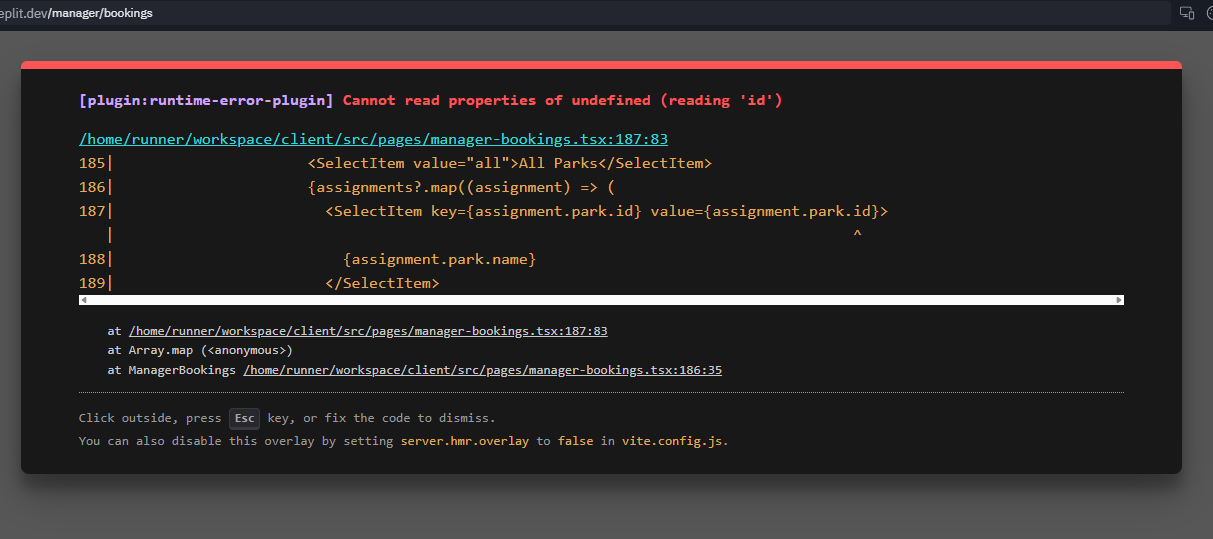 eplit.dev/manager/bookings
[plugin:runtime-error-plugin] Cannot read properties of undefined (reading 'id')
/home/runner/workspace/client/src/pages/manager-bookings.tsx:187:83
185|                      <SelectItem value="all">All Parks</SelectItem>
186|                      {assignments?.map((assignment) => (
187|                        <SelectItem key={assignment.park.id} value={assignment.park.id}>
   |                                                                                    ^
188|                          {assignment.park.name}
189|                        </SelectItem>
at /home/runner/workspace/client/src/pages/manager-bookings.tsx:187:83
at Array.map (<anonymous>)
at ManagerBookings /home/runner/workspace/client/src/pages/manager-bookings.tsx:186:35
Click outside, press Esc key, or fix the code to dismiss.
You can also disable this overlay by setting server.hmr.overlay to false in vite.config.js.